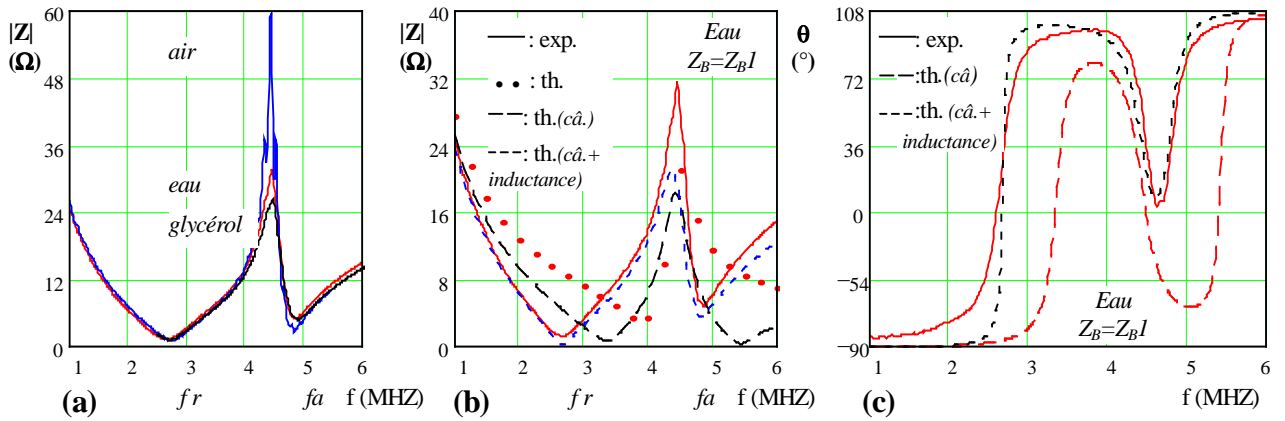 |Z|
(Ω)
60
48
36
24
12
0
air
eau
glycérol
1 2 3 4 5 6
(a) fr fa f (MHZ)
|Z|
(Ω)
40
32
24
16
8
0
Eau
Z_B=Z_B1
: exp.
: th.
: th.(câ.)
: th.(câ.+
inductance)
1 2 3 4 5 6
(b) fr fa f (MHZ)
θ
(°)
108
72
36
0
−54
−90
: exp.
:th.(câ)
: th. (câ.+
inductance)
Eau
Z_B=Z_B1
1 2 3 4 5 6
(c) f (MHZ)